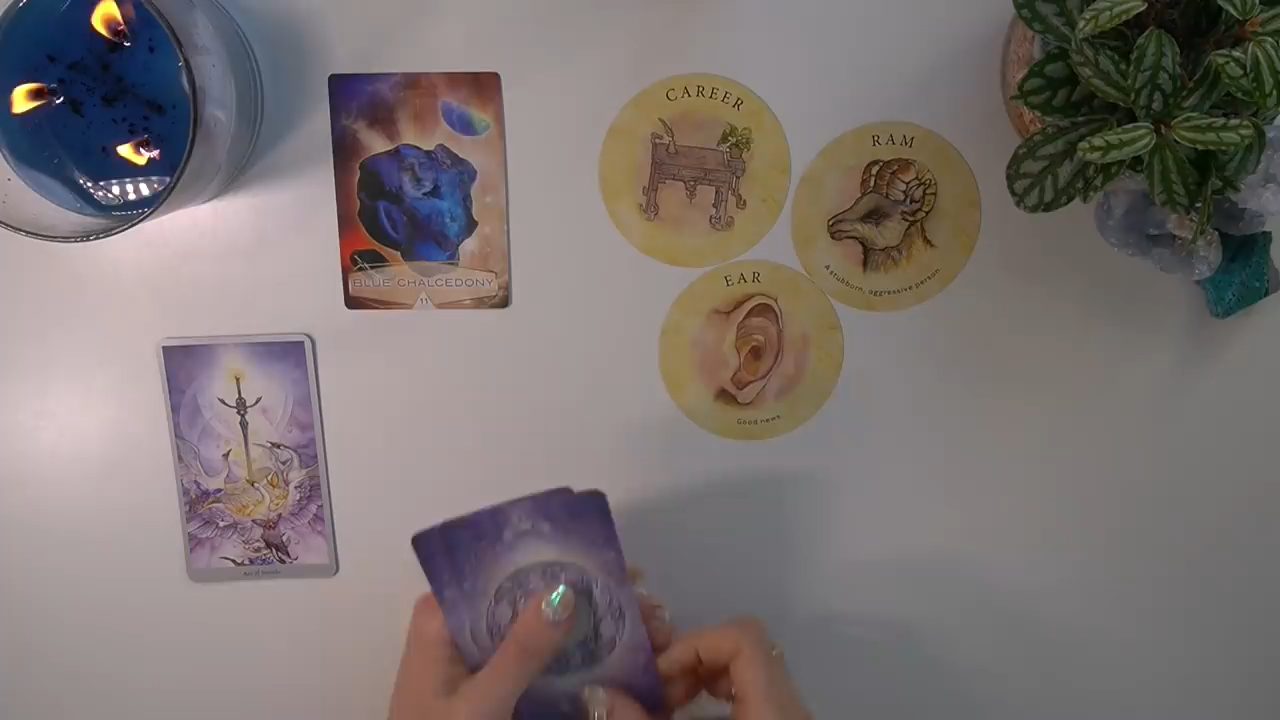 BLUE CHALCEDONY
11
CAREER
RAM
A stubborn, aggressive person
EAR
Good news